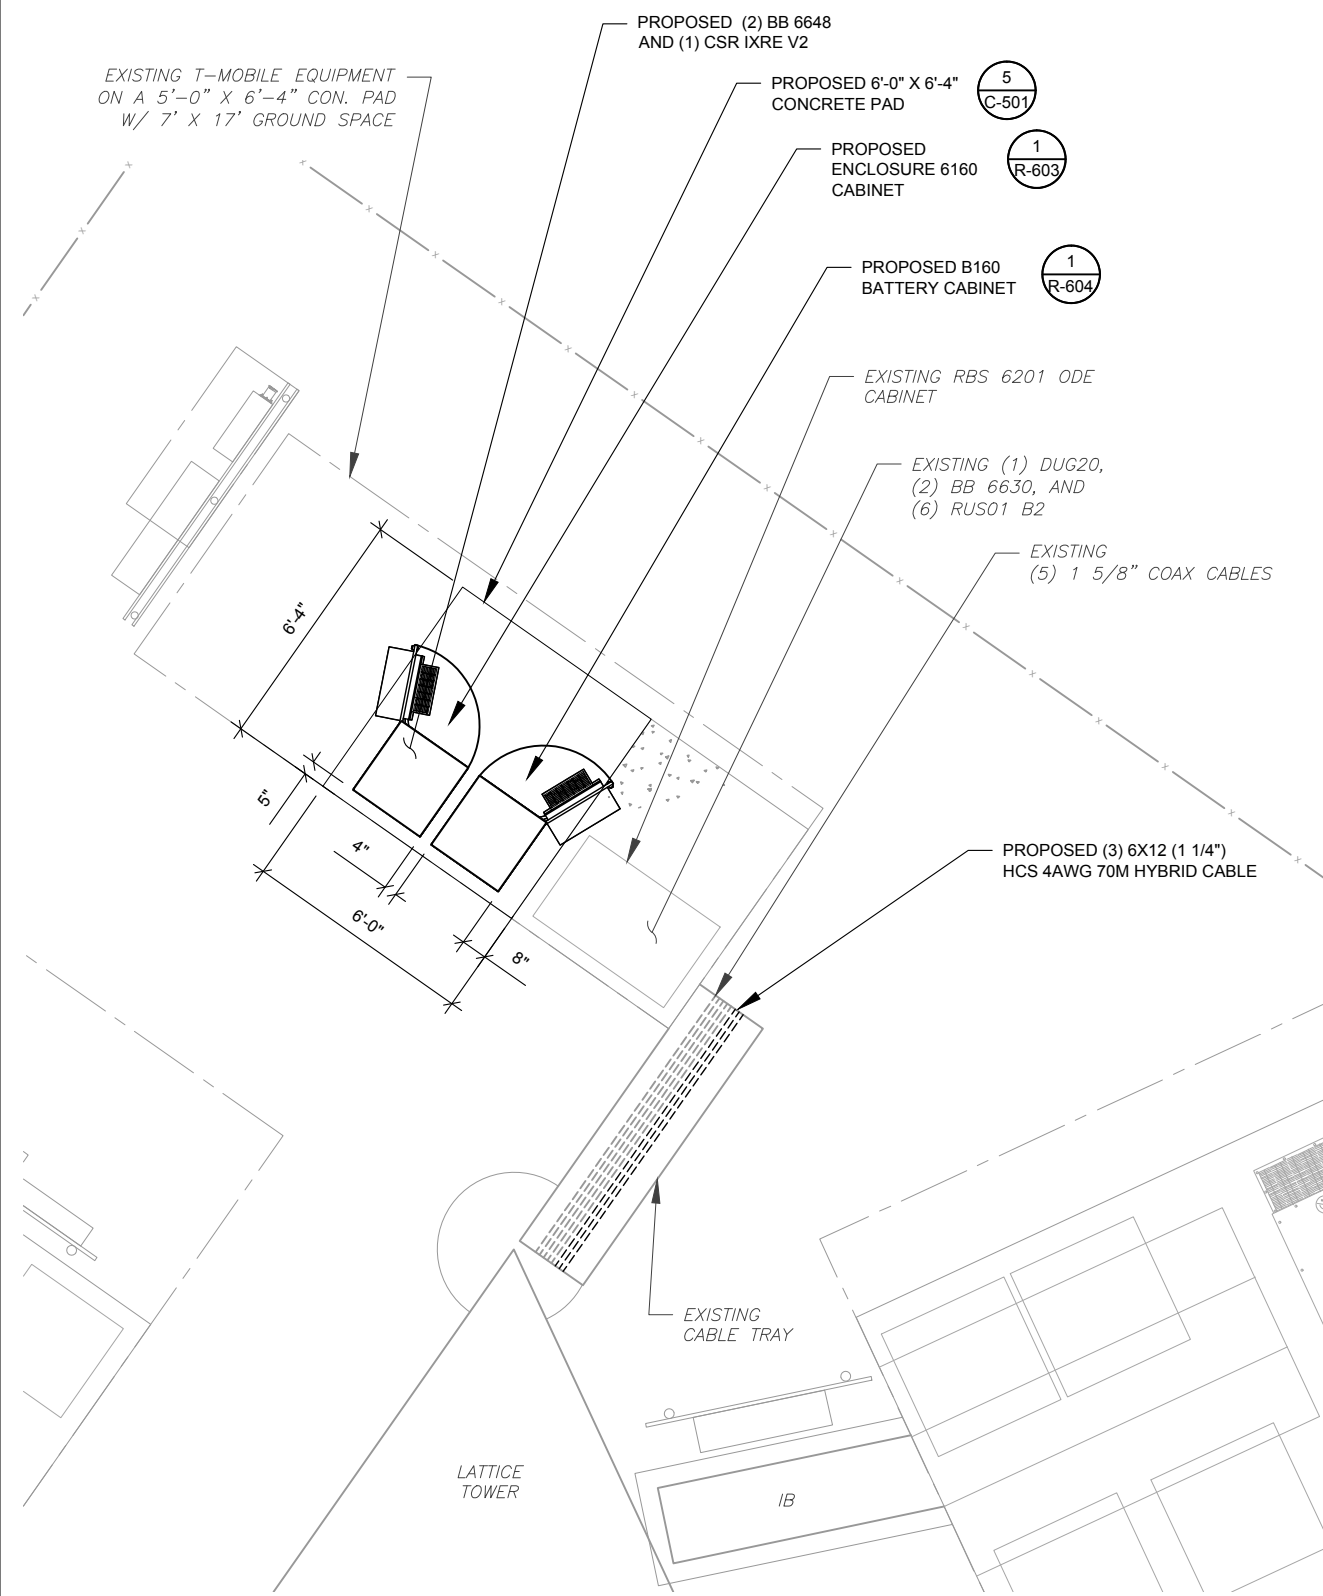 PROPOSED (2) BB 6648
AND (1) CSR IXRE V2
EXISTING T-MOBILE EQUIPMENT
ON A 5'-0" X 6'-4" CON. PAD
W/ 7' X 17' GROUND SPACE
PROPOSED 6'-0" X 6'-4"
CONCRETE PAD
5
C-501
PROPOSED
ENCLOSURE 6160
CABINET
1
R-603
PROPOSED B160
BATTERY CABINET
1
R-604
EXISTING RBS 6201 ODE
CABINET
EXISTING (1) DUG20,
(2) BB 6630, AND
(6) RUS01 B2
EXISTING
(5) 1 5/8" COAX CABLES
6'-4"
5"
4"
6'-0"
8"
PROPOSED (3) 6X12 (1 1/4")
HCS 4AWG 70M HYBRID CABLE
EXISTING
CABLE TRAY
LATTICE
TOWER
IB